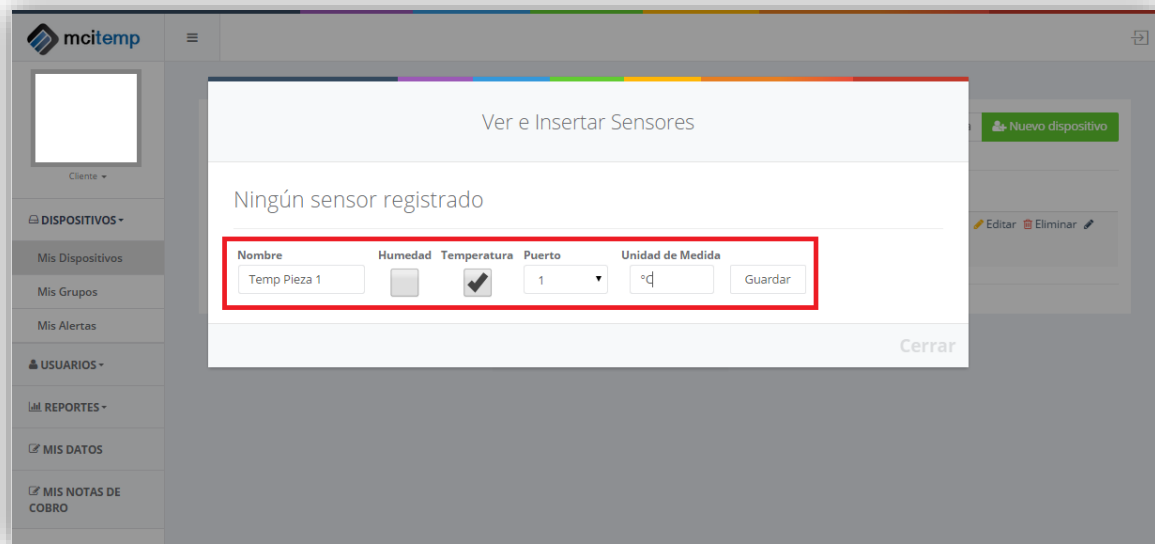 mcitemp
Cliente
DISPOSITIVOS
Mis Dispositivos
Mis Grupos
Mis Alertas
USUARIOS
REPORTES
MIS DATOS
MIS NOTAS DE
COBRO
Nuevo dispositivo
Editar Eliminar
Ver e Insertar Sensores
Ningún sensor registrado
Nombre Humedad Temperatura Puerto Unidad de Medida
Temp Pieza 1 1 °C Guardar
Cerrar